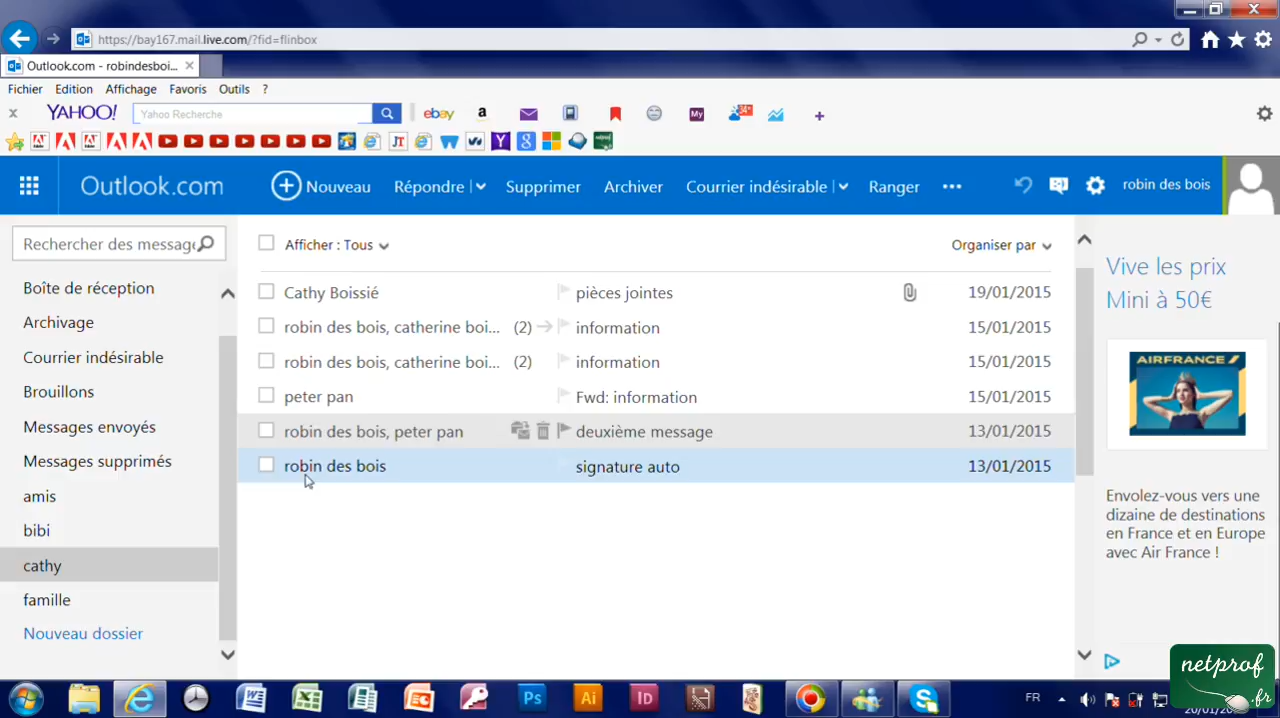 https://bay167.mail.live.com/?fid=flinbox
Outlook.com - robindesboi...
Fichier Edition Affichage Favoris Outils ?
YAHOO! Yahoo Recherche ebay a My 34+
JT
Outlook.com Nouveau Répondre Supprimer Archiver Courrier indésirable Ranger ••• robin des bois
Rechercher des message
Afficher : Tous Organiser par
Boîte de réception
Archivage
Courrier indésirable
Brouillons
Messages envoyés
Messages supprimés
amis
bibi
cathy
famille
Nouveau dossier
Cathy Boissié pièces jointes 19/01/2015
robin des bois, catherine boi... (2) information 15/01/2015
robin des bois, catherine boi... (2) information 15/01/2015
peter pan Fwd: information 15/01/2015
robin des bois, peter pan deuxième message 13/01/2015
robin des bois signature auto 13/01/2015
Vive les prix
Mini à 50€
AIRFRANCE
Envolez-vous vers une
dizaine de destinations
en France et en Europe
avec Air France !
netprof
.fr
Ps Ai Id FR